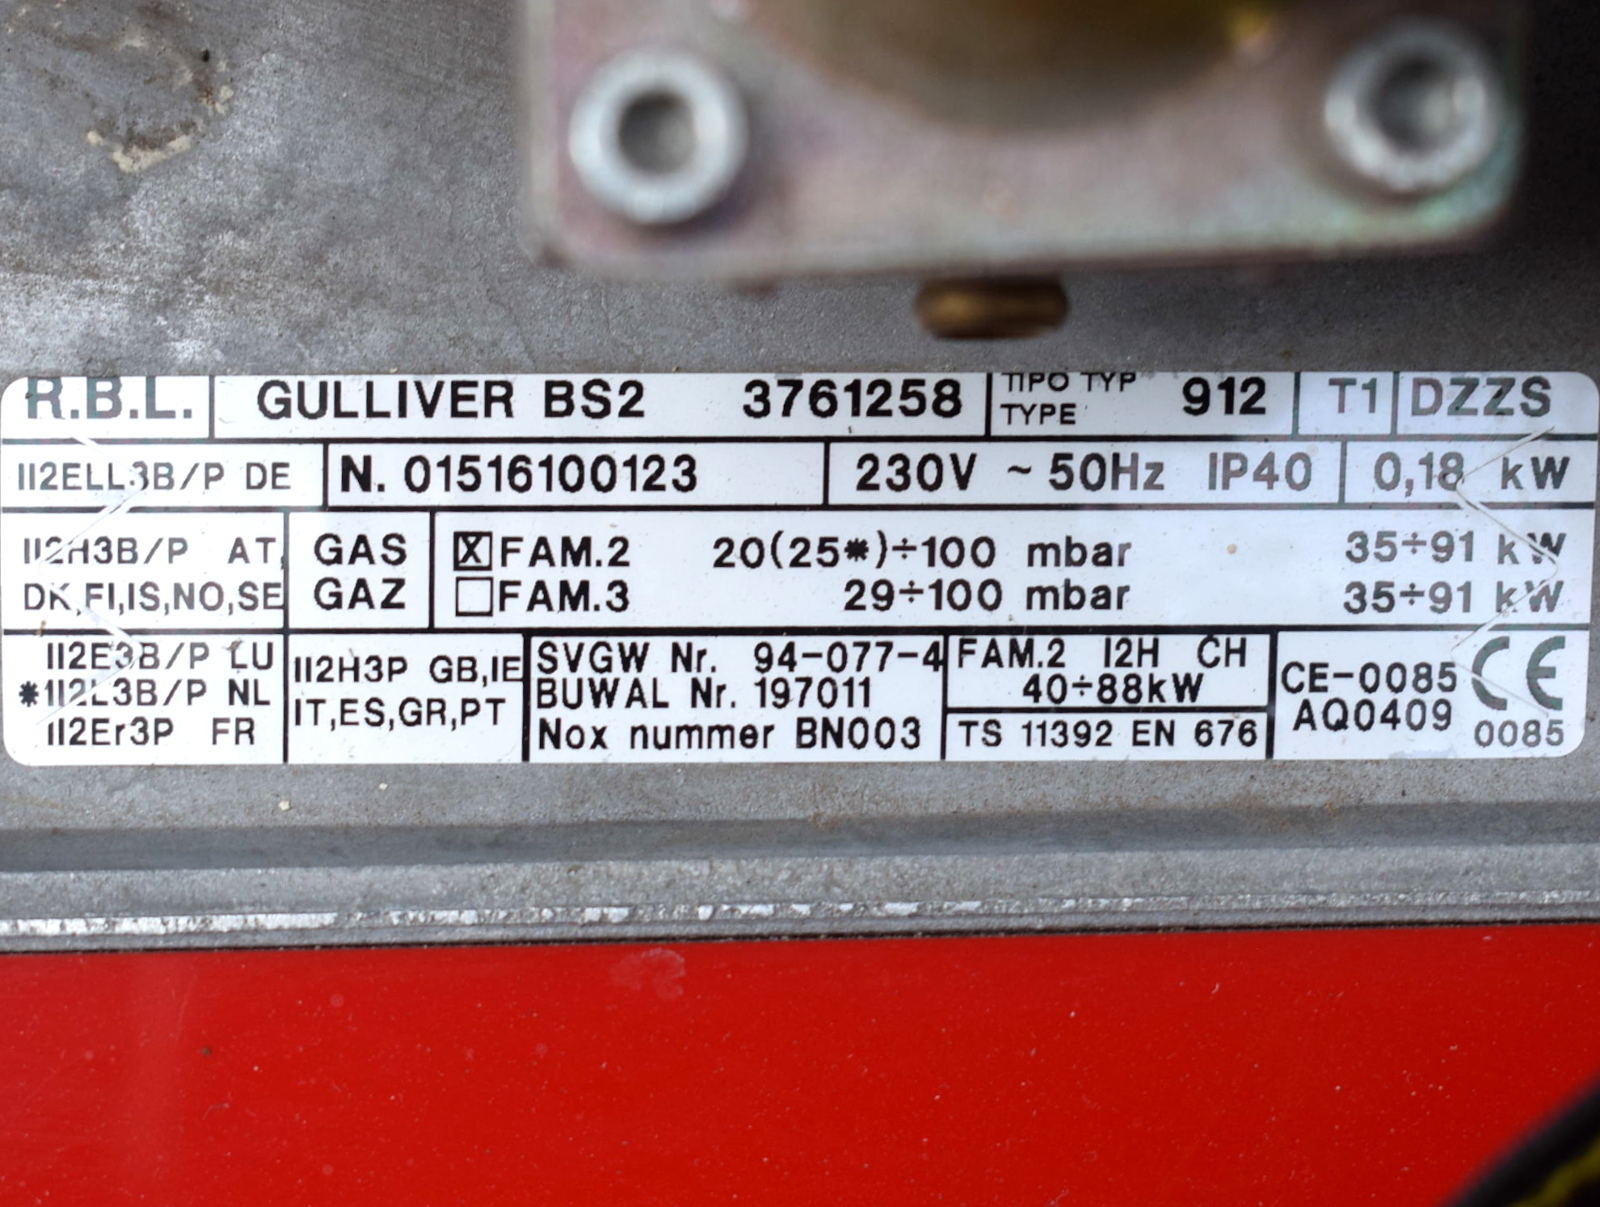 R.B.L. GULLIVER BS2 3761258 TIPO TYP TYPE 912 T1 DZZS
II2ELL3B/P DE N. 01516100123 230V ~ 50Hz IP40 0,18 kW
II2H3B/P AT,
DK,FI,IS,NO,SE
GAS
GAZ
☒FAM.2 20(25*)÷100 mbar 35÷91 kW
☐FAM.3 29÷100 mbar 35÷91 kW
II2E3B/P LU
*II2L3B/P NL
II2Er3P FR
II2H3P GB,IE
IT,ES,GR,PT
SVGW Nr. 94-077-4
BUWAL Nr. 197011
Nox nummer BN003
FAM.2 I2H CH
40÷88kW
TS 11392 EN 676
CE-0085
AQ0409
CE
0085